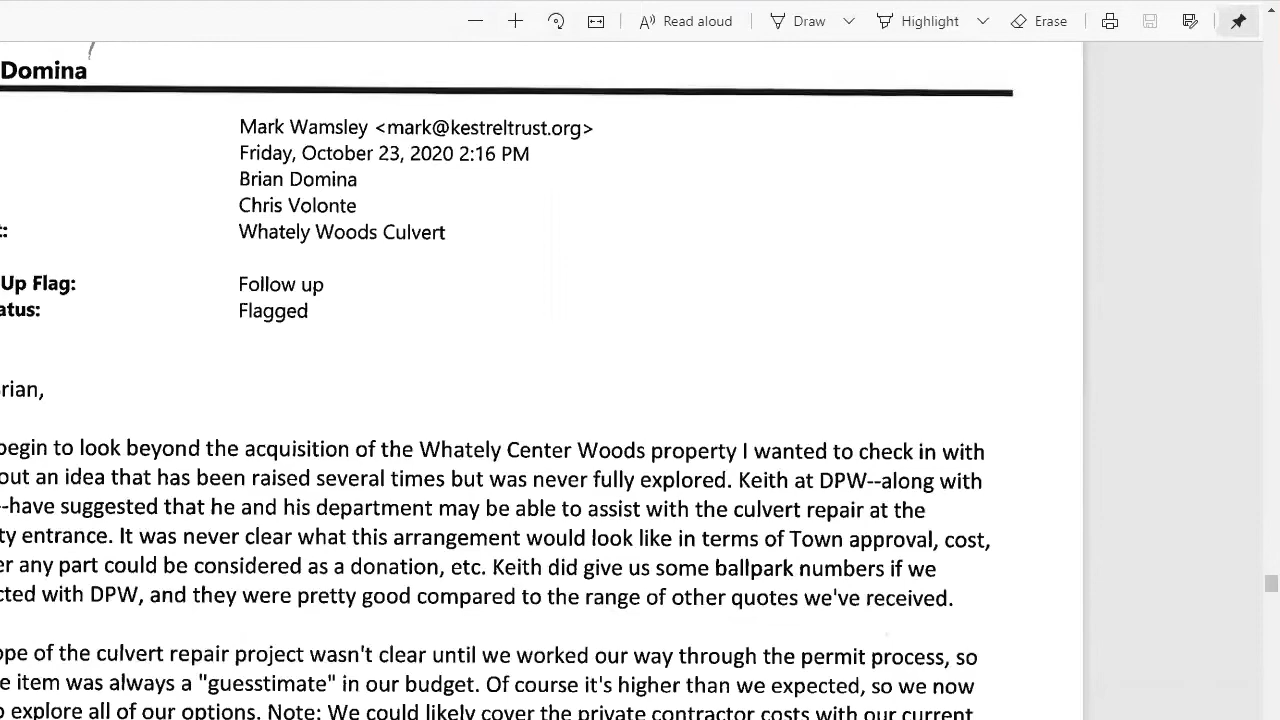 Read aloud Draw Highlight Erase
Domina
Mark Wamsley <mark@kestreltrust.org>
Friday, October 23, 2020 2:16 PM
Brian Domina
Chris Volonte
t: Whately Woods Culvert
Up Flag: Follow up
atus: Flagged
rian,
begin to look beyond the acquisition of the Whately Center Woods property I wanted to check in with
out an idea that has been raised several times but was never fully explored. Keith at DPW--along with
--have suggested that he and his department may be able to assist with the culvert repair at the
ty entrance. It was never clear what this arrangement would look like in terms of Town approval, cost,
er any part could be considered as a donation, etc. Keith did give us some ballpark numbers if we
cted with DPW, and they were pretty good compared to the range of other quotes we've received.
ope of the culvert repair project wasn't clear until we worked our way through the permit process, so
e item was always a "guesstimate" in our budget. Of course it's higher than we expected, so we now
o explore all of our options. Note: We could likely cover the private contractor costs with our current